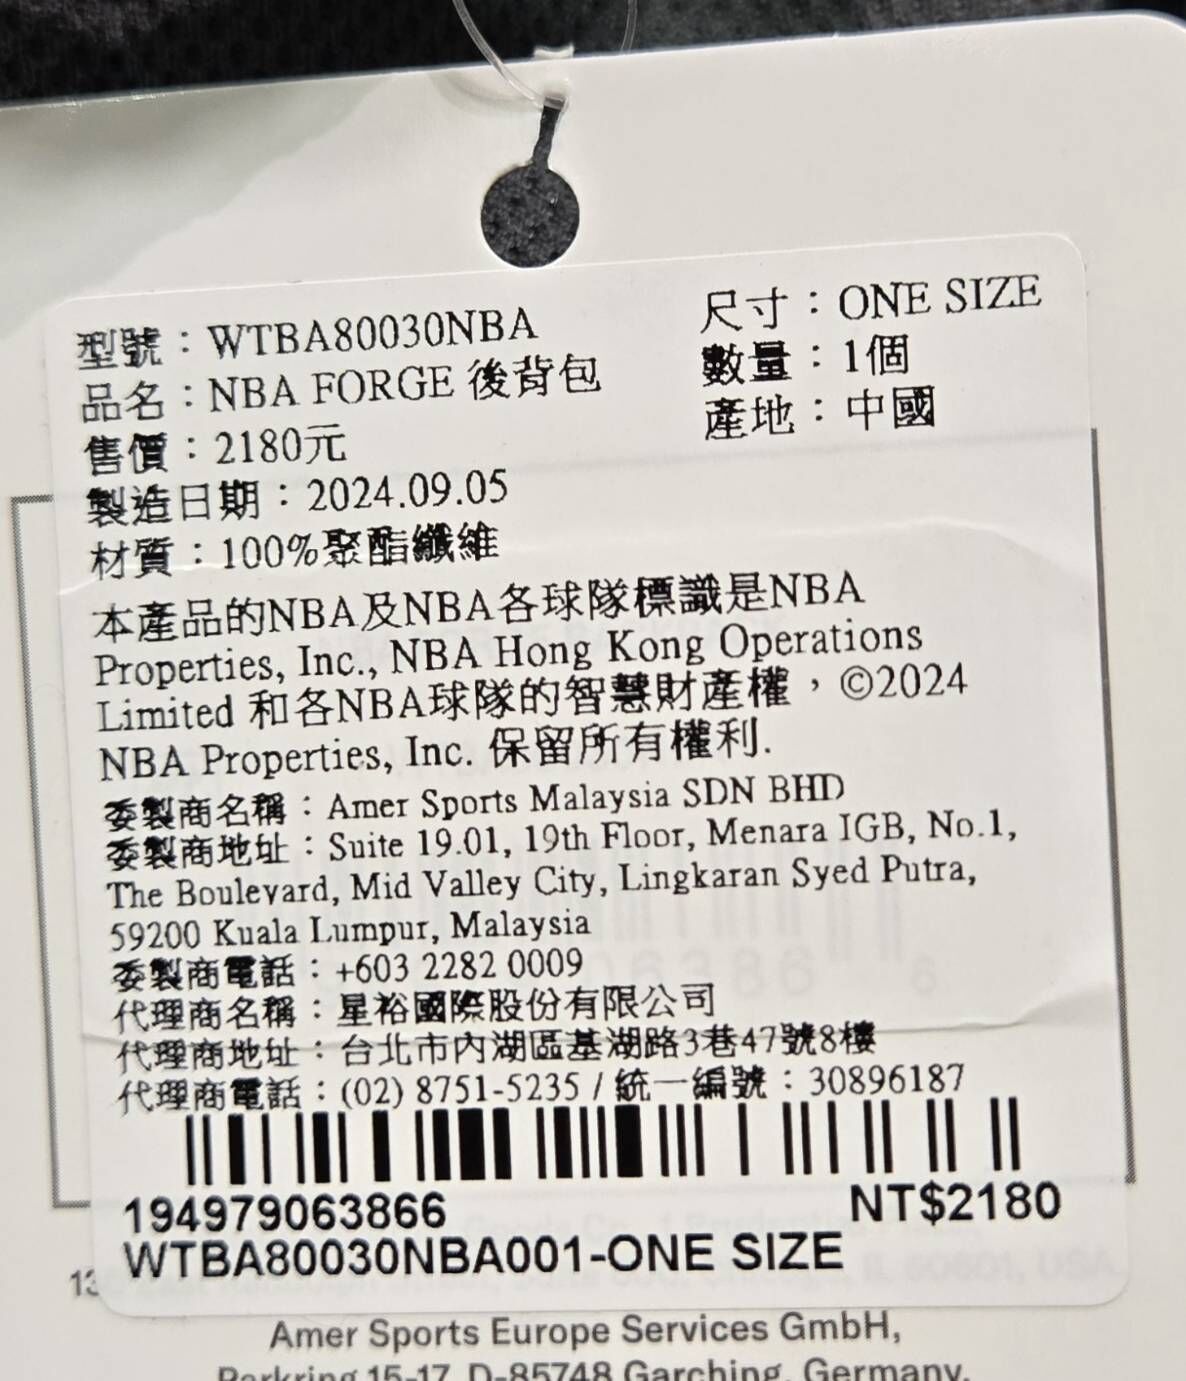 型號：WTBA80030NBA
尺寸：ONE SIZE
品名：NBA FORGE 後背包
數量：1個
售價：2180元
產地：中國
製造日期：2024.09.05
材質：100%聚酯纖維
本產品的NBA及NBA各球隊標識是NBA
Properties, Inc., NBA Hong Kong Operations
Limited 和各NBA球隊的智慧財產權，©2024
NBA Properties, Inc. 保留所有權利.
委製商名稱：Amer Sports Malaysia SDN BHD
委製商地址：Suite 19.01, 19th Floor, Menara IGB, No.1,
The Boulevard, Mid Valley City, Lingkaran Syed Putra,
59200 Kuala Lumpur, Malaysia
委製商電話：+603 2282 0009
代理商名稱：星裕國際股份有限公司
代理商地址：台北市內湖區基湖路3巷47號8樓
代理商電話：(02) 8751-5235 / 統一編號：30896187
194979063866
NT$2180
WTBA80030NBA001-ONE SIZE
Amer Sports Europe Services GmbH,
Parkring 15-17, D-85748 Garching, Germany.